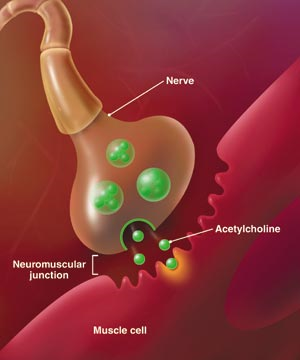 Nerve
Acetylcholine
Neuromuscular
junction
Muscle cell